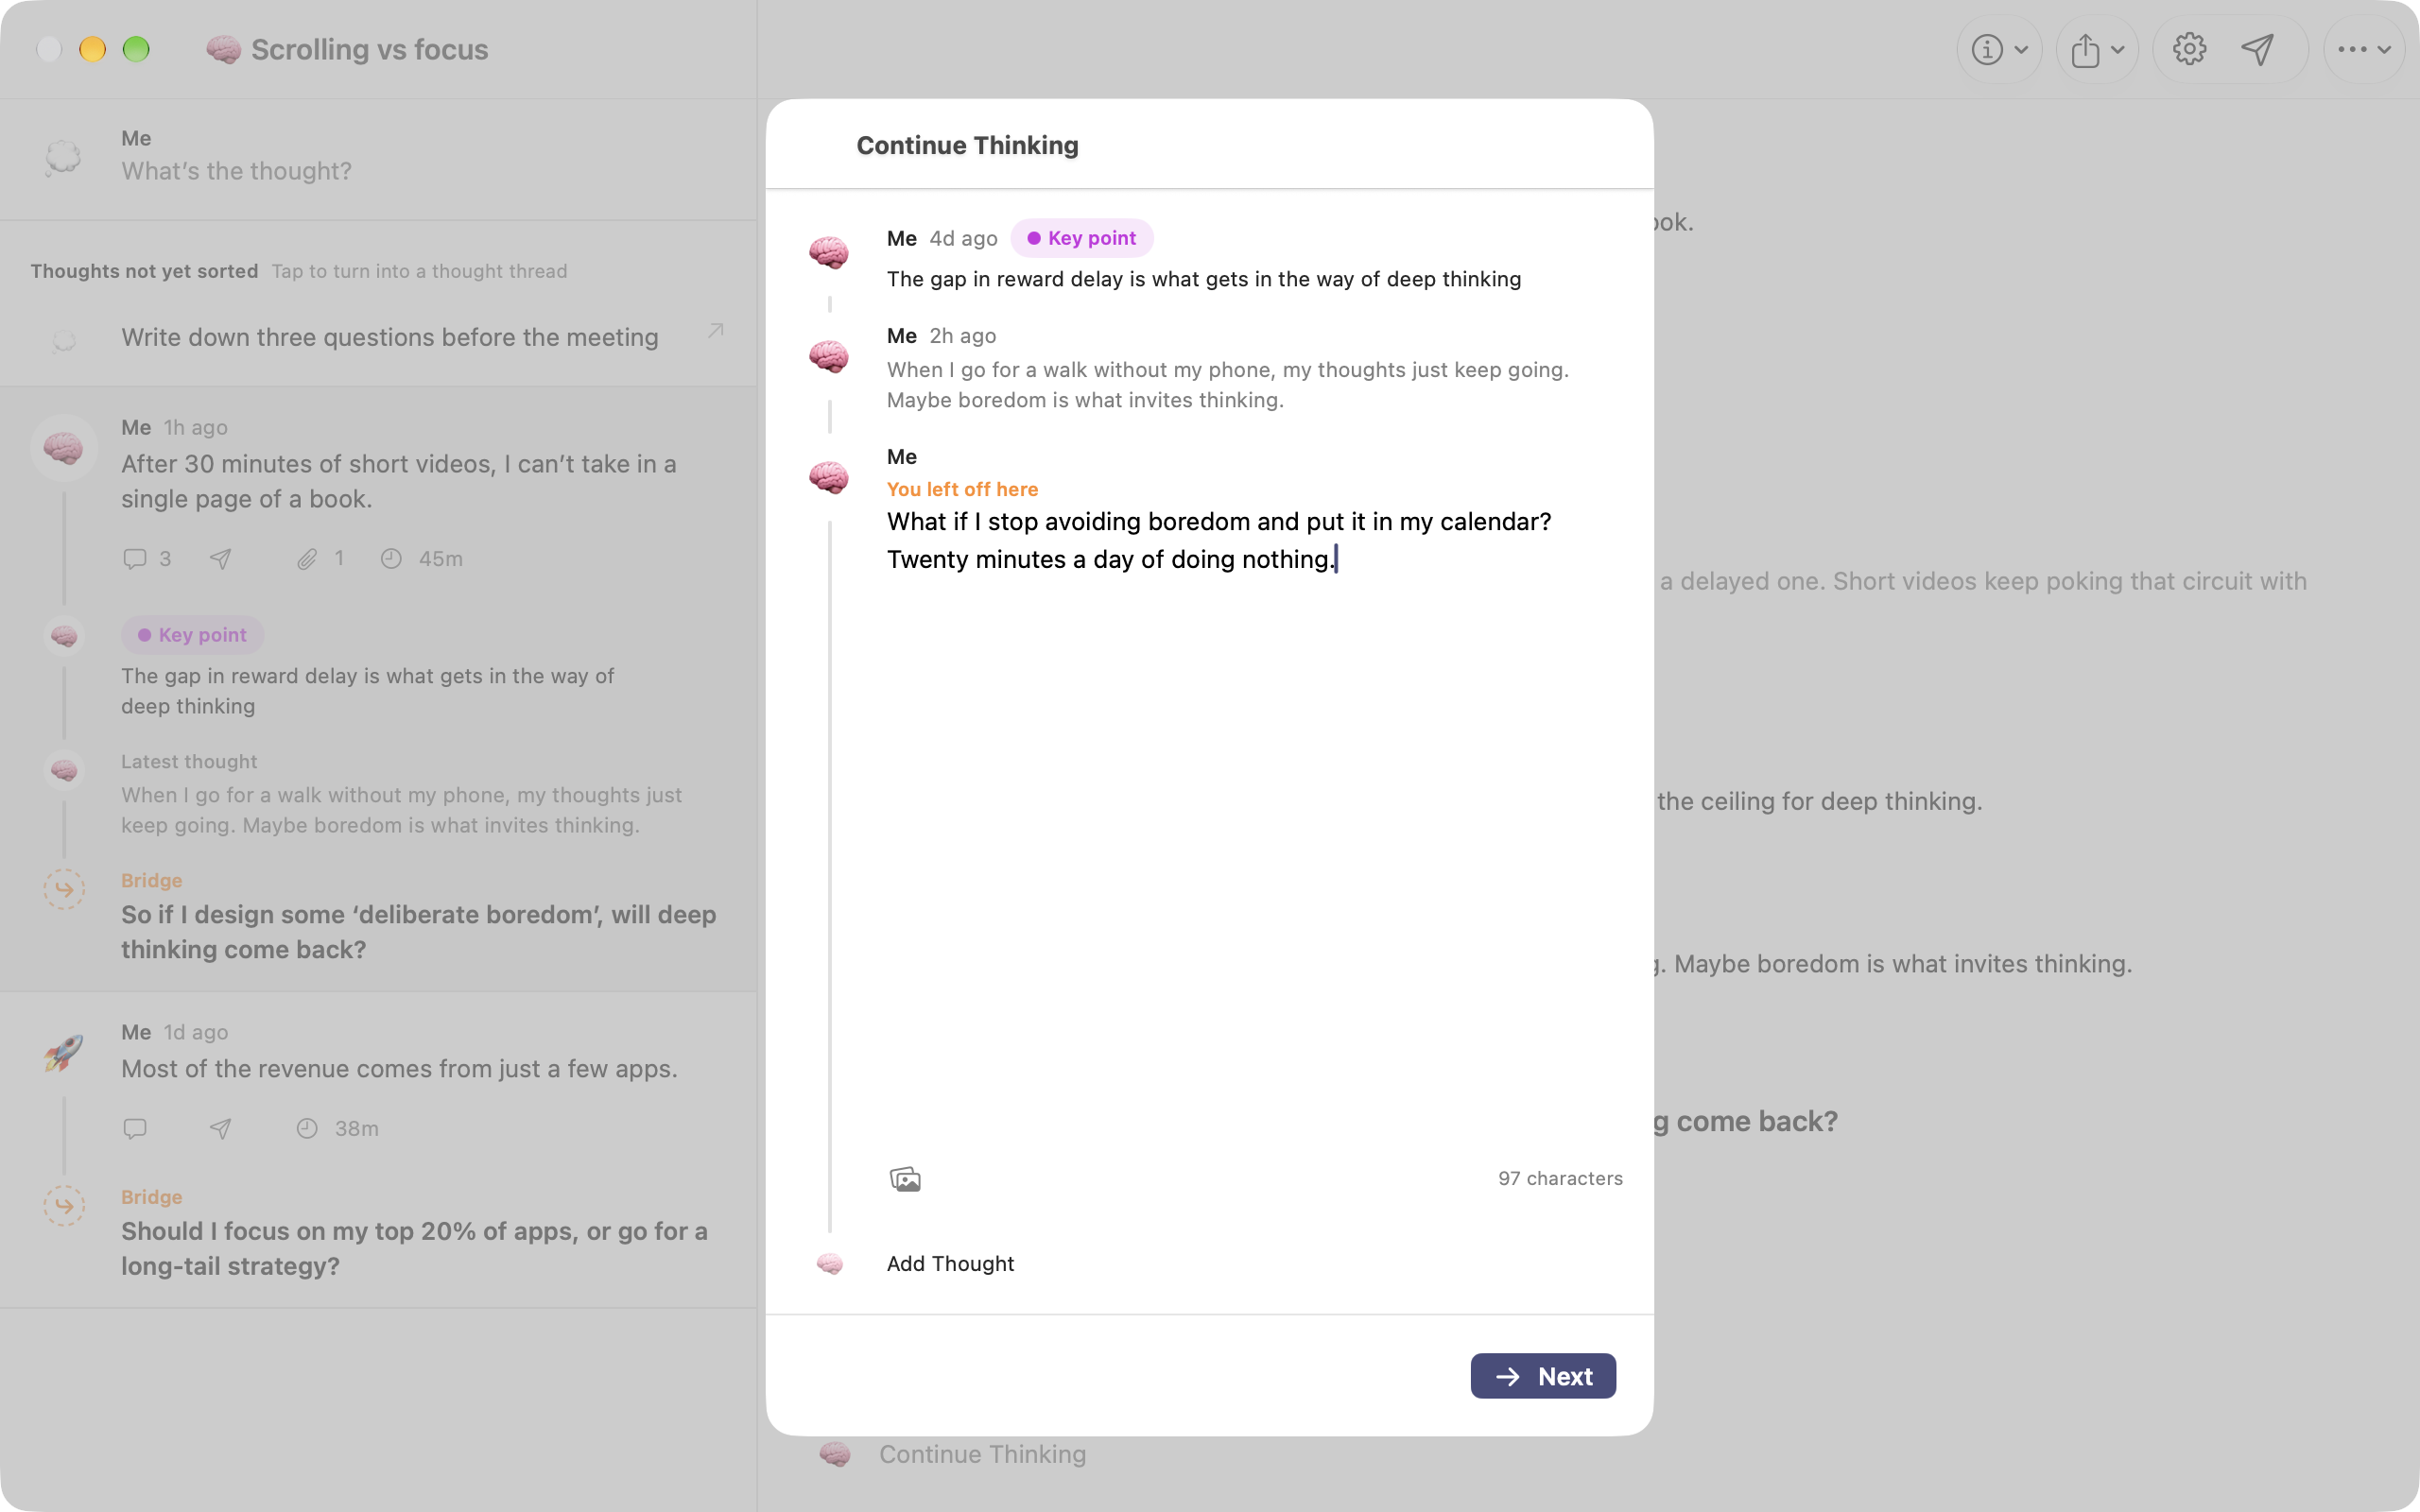 Scrolling vs focus
Me
What's the thought?
Thoughts not yet sorted Tap to turn into a thought thread
Write down three questions before the meeting
Me 1h ago
After 30 minutes of short videos, I can't take in a
single page of a book.
3 1 45m
Key point
The gap in reward delay is what gets in the way of
deep thinking
Latest thought
When I go for a walk without my phone, my thoughts just
keep going. Maybe boredom is what invites thinking.
Bridge
So if I design some ‘deliberate boredom’, will deep
thinking come back?
Me 1d ago
Most of the revenue comes from just a few apps.
38m
Bridge
Should I focus on my top 20% of apps, or go for a
long-tail strategy?
Continue Thinking
Me 4d ago Key point
The gap in reward delay is what gets in the way of deep thinking
Me 2h ago
When I go for a walk without my phone, my thoughts just keep going.
Maybe boredom is what invites thinking.
Me
You left off here
What if I stop avoiding boredom and put it in my calendar?
Twenty minutes a day of doing nothing.
97 characters
Add Thought
Next
a delayed one. Short videos keep poking that circuit with
the ceiling for deep thinking.
. Maybe boredom is what invites thinking.
come back?
Continue Thinking